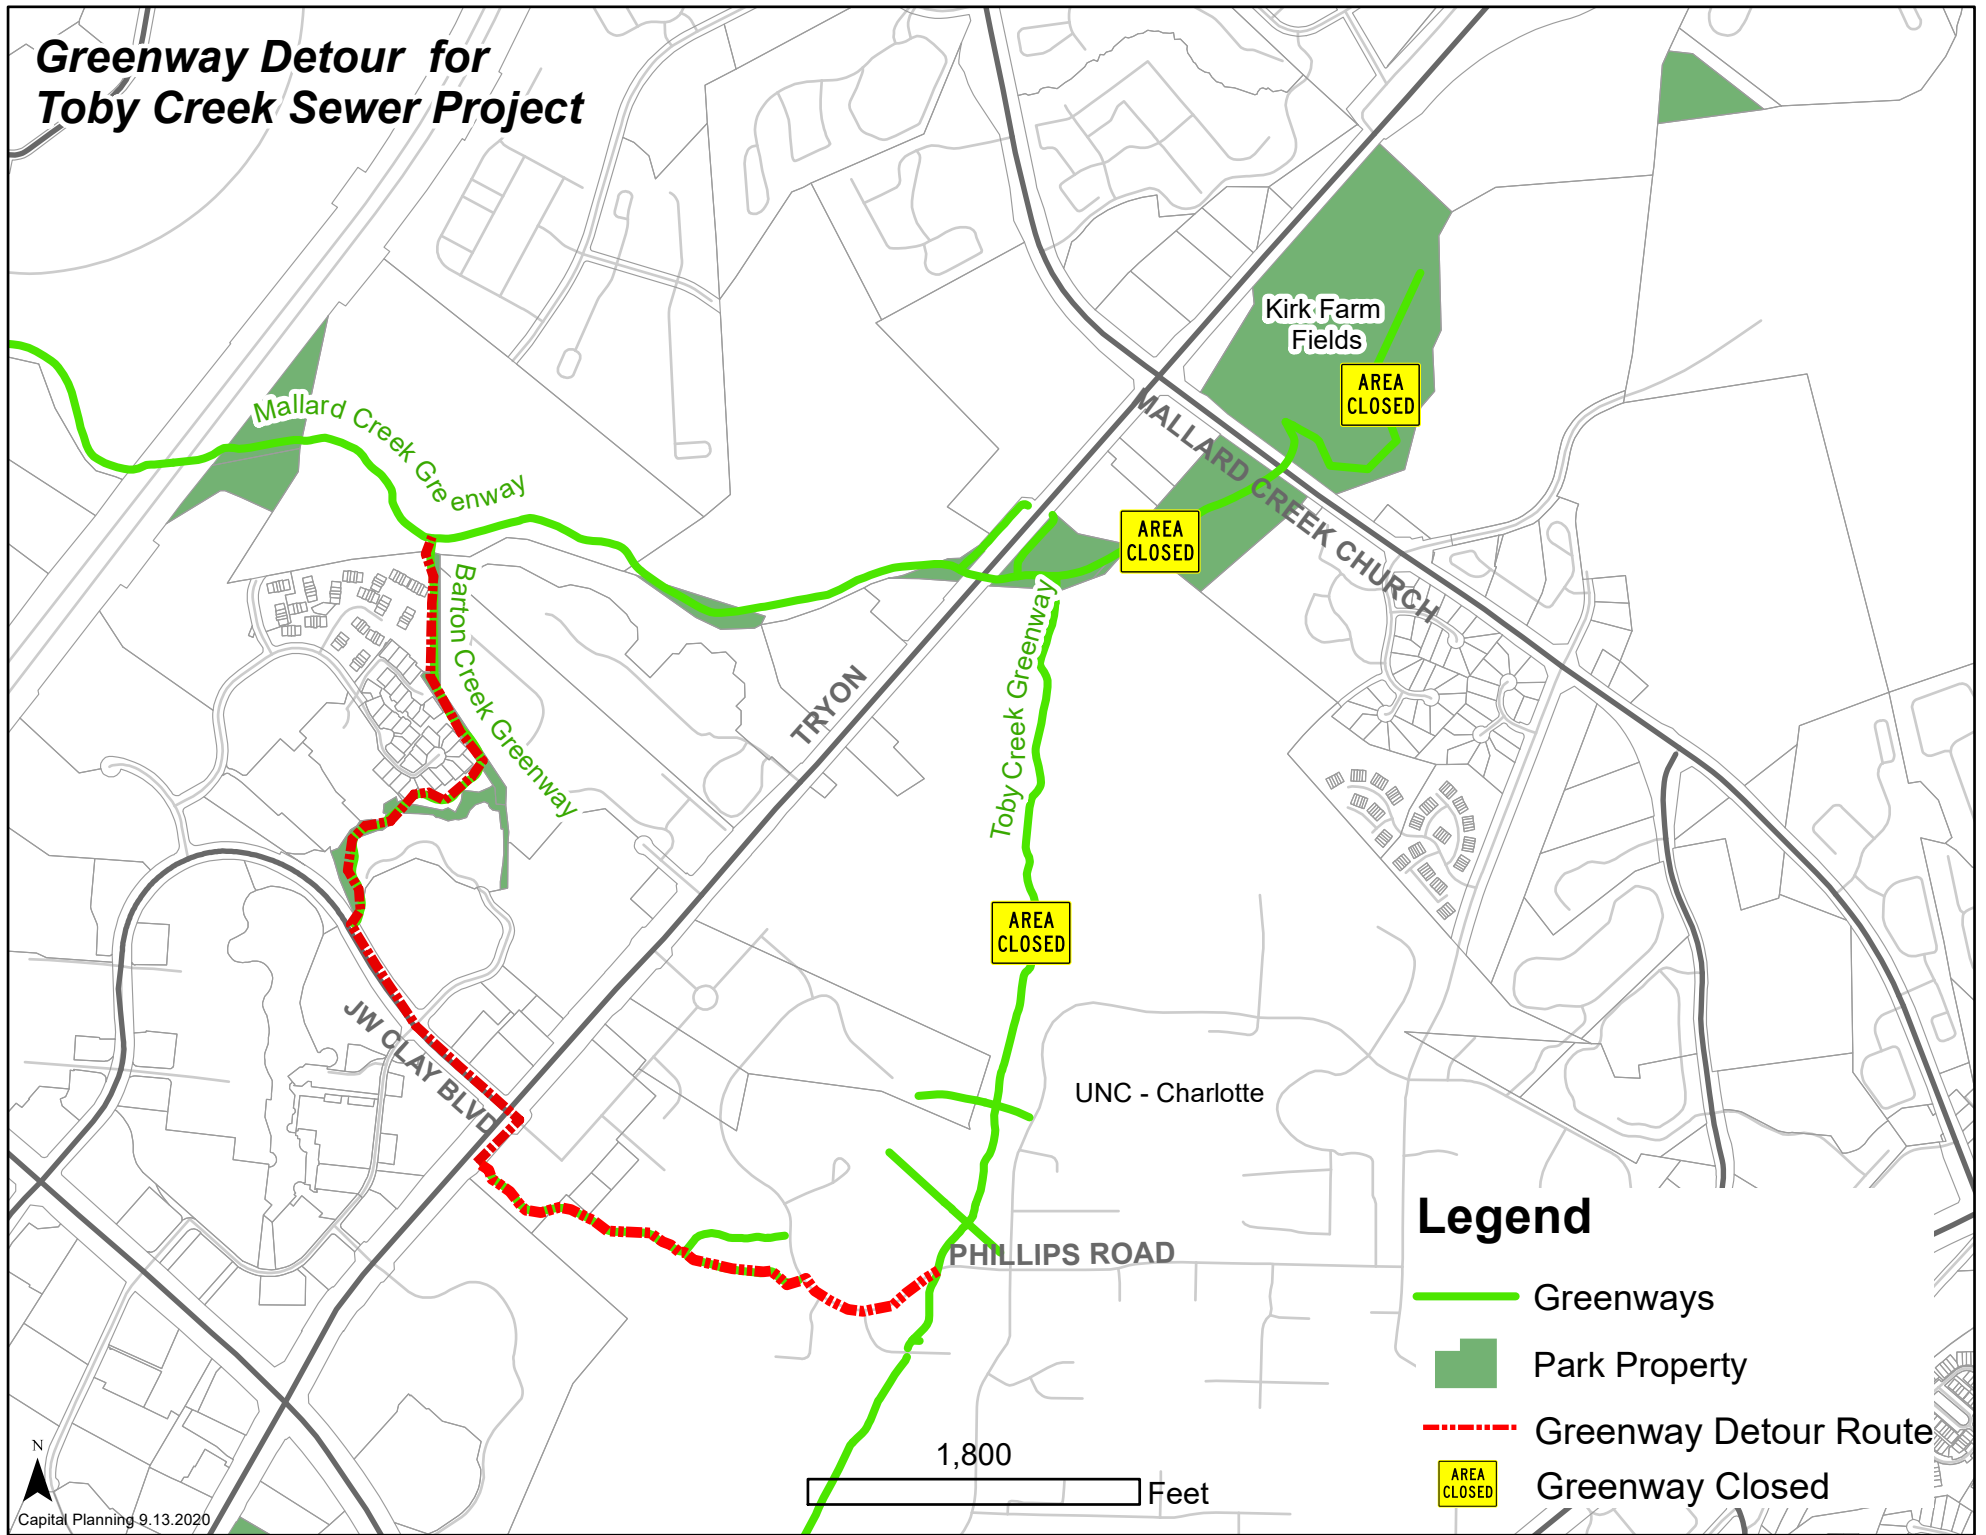 Greenway Detour for
Toby Creek Sewer Project
Kirk Farm
Fields
AREA
CLOSED
Mallard Creek Greenway
MALLARD CREEK CHURCH
AREA
CLOSED
Barton Creek Greenway
TRYON
Toby Creek Greenway
AREA
CLOSED
JW CLAY BLVD
UNC - Charlotte
PHILLIPS ROAD
Legend
Greenways
Park Property
Greenway Detour Route
AREA
CLOSED
Greenway Closed
1,800
Feet
N
Capital Planning 9.13.2020